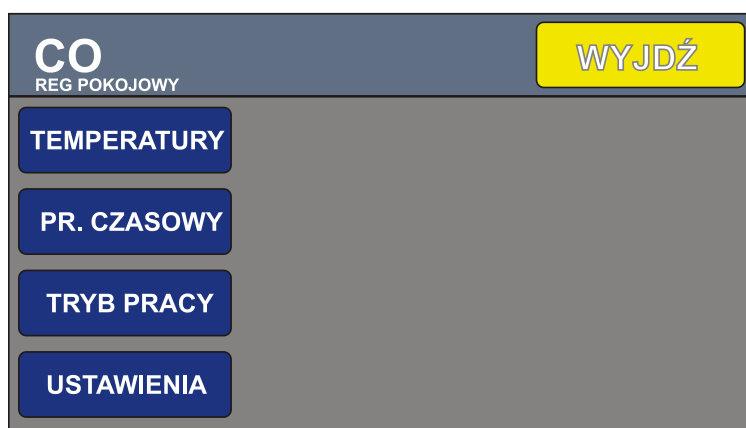 CO
REG POKOJOWY
WYJDŹ
TEMPERATURY
PR. CZASOWY
TRYB PRACY
USTAWIENIA